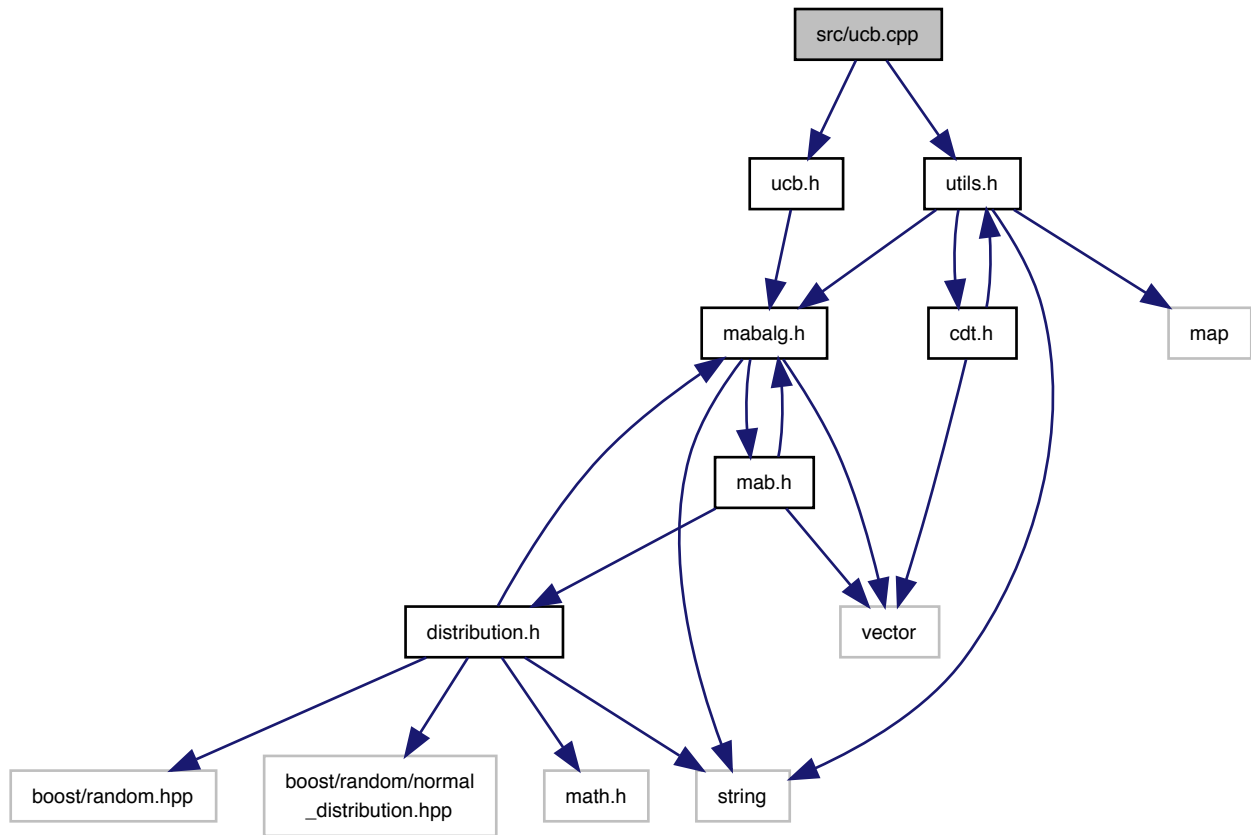 src/ucb.cpp
ucb.h
utils.h
mabalg.h
cdt.h
map
mab.h
distribution.h
vector
boost/random.hpp
boost/random/normal
_distribution.hpp
math.h
string